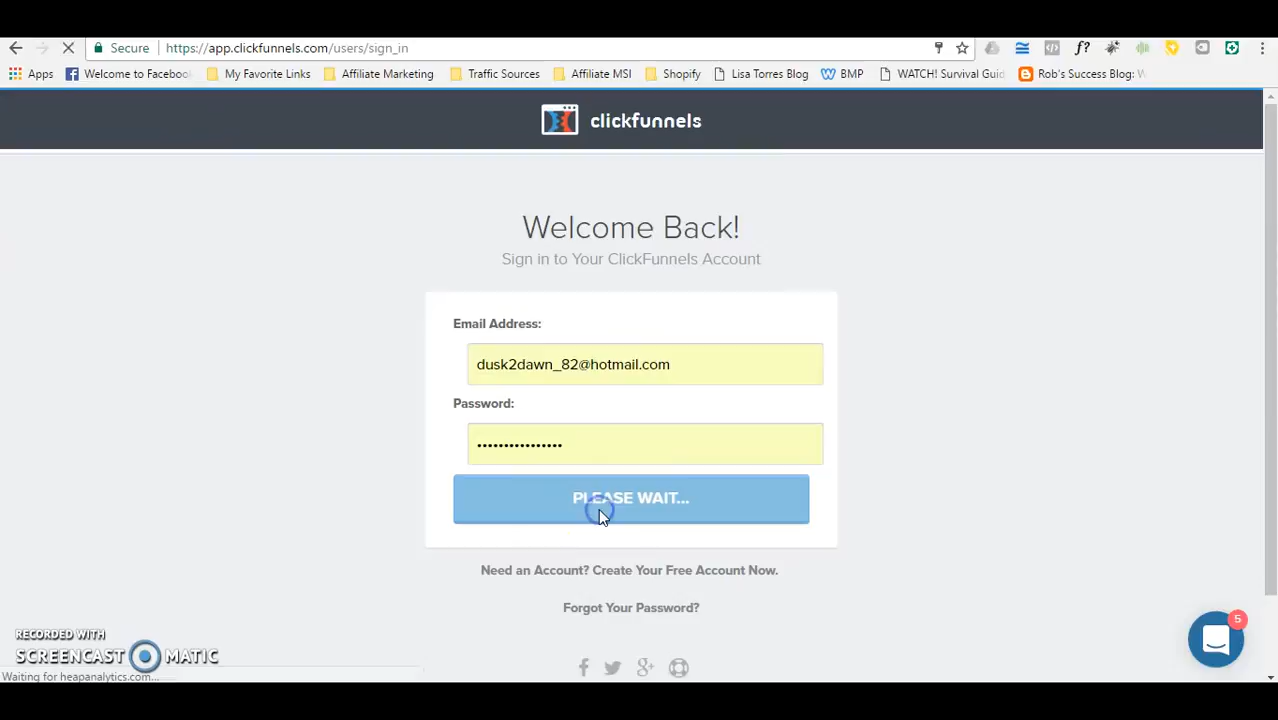 Secure https://app.clickfunnels.com/users/sign_in f?
Apps Welcome to Facebook My Favorite Links Affiliate Marketing Traffic Sources Affiliate MSI Shopify Lisa Torres Blog BMP WATCH! Survival Guid Rob's Success Blog: W
clickfunnels
Welcome Back!
Sign in to Your ClickFunnels Account
Email Address:
dusk2dawn_82@hotmail.com
Password:
••••••••••••••••
PLEASE WAIT...
Need an Account? Create Your Free Account Now.
Forgot Your Password?
5
RECORDED WITH
SCREENCAST MATIC
Waiting for heapanalytics.com...